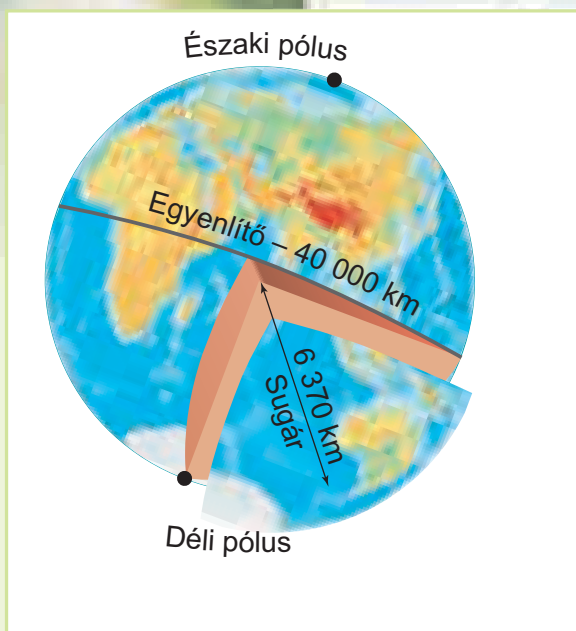 Északi pólus
Egyenlítő – 40 000 km
6 370 km
Sugár
Déli pólus